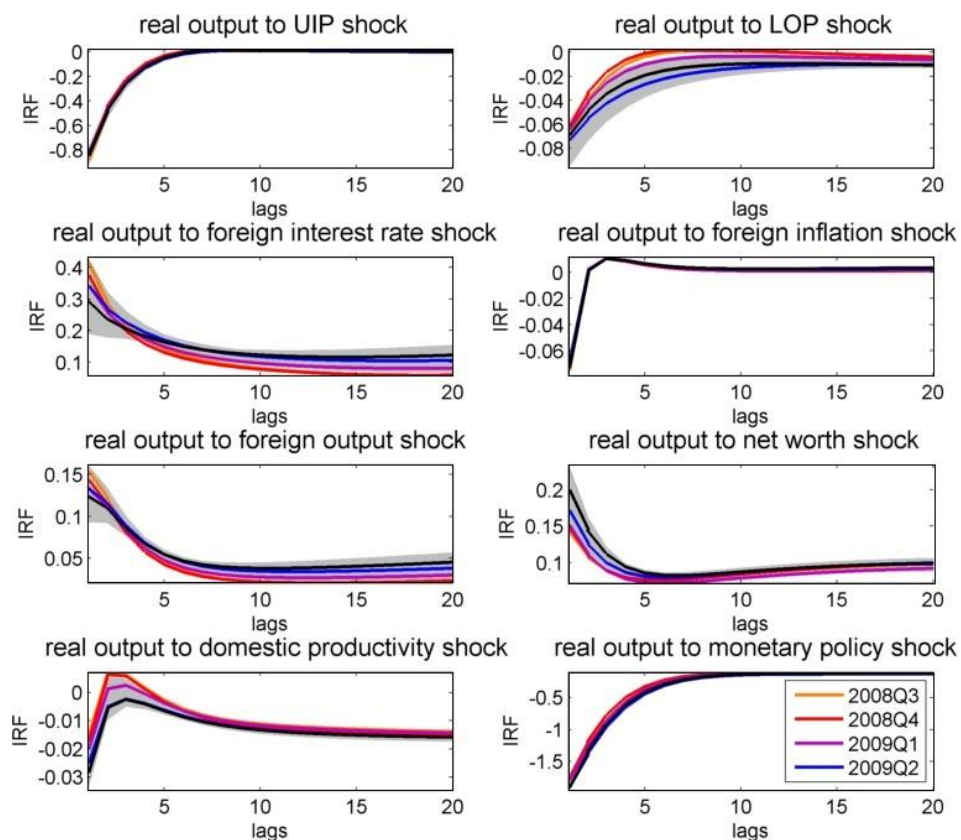 real output to UIP shock
0
-0.2
-0.4
-0.6
-0.8
IRF
5 10 15 20
lags
real output to LOP shock
0
-0.02
-0.04
-0.06
-0.08
IRF
5 10 15 20
lags
real output to foreign interest rate shock
0.4
0.3
0.2
0.1
IRF
5 10 15 20
lags
real output to foreign inflation shock
0
-0.02
-0.04
-0.06
IRF
5 10 15 20
lags
real output to foreign output shock
0.15
0.1
0.05
IRF
5 10 15 20
lags
real output to net worth shock
0.2
0.15
0.1
IRF
5 10 15 20
lags
real output to domestic productivity shock
0
-0.01
-0.02
-0.03
IRF
5 10 15 20
lags
real output to monetary policy shock
-0.5
-1
-1.5
IRF
5 10 15 20
lags
2008Q3
2008Q4
2009Q1
2009Q2